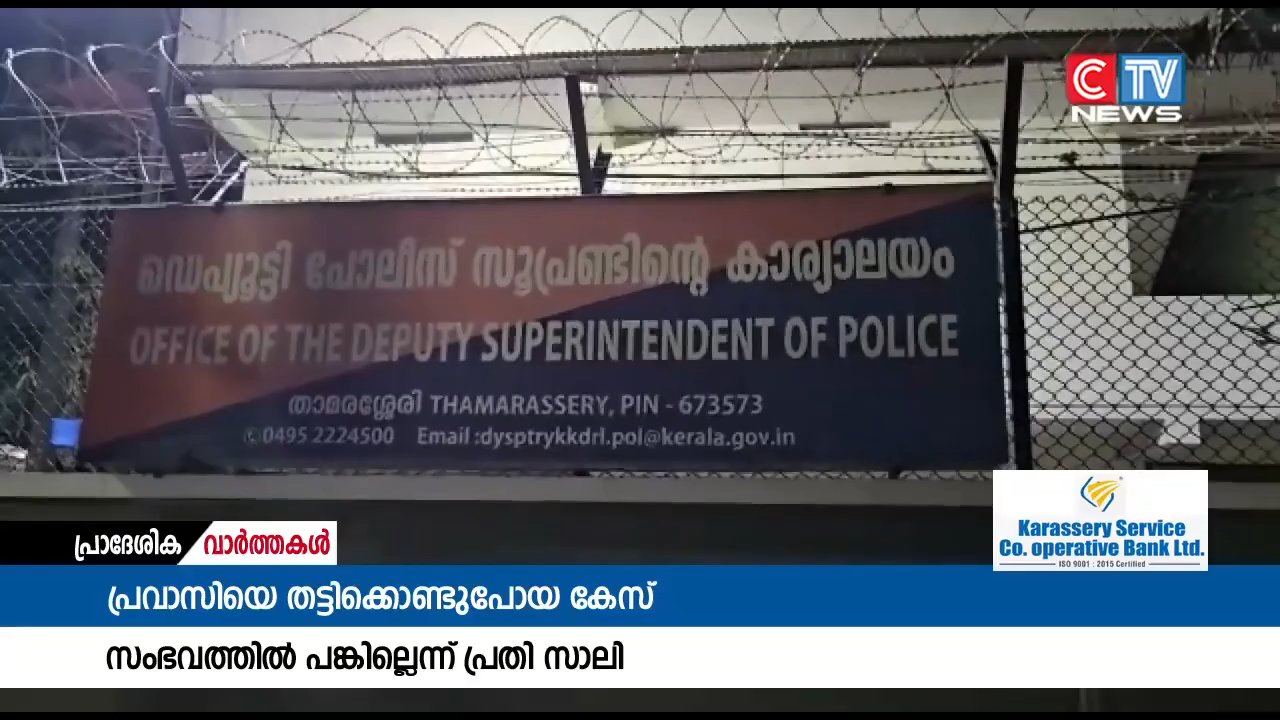 C TV
NEWS
ഡെപ്യൂട്ടി പോലീസ് സൂപ്രണ്ടിന്റെ കാര്യാലയം
OFFICE OF THE DEPUTY SUPERINTENDENT OF POLICE
താമരശ്ശേരി THAMARASSERY, PIN - 673573
✆0495 2224500 Email :dysptrykkdrl.pol@kerala.gov.in
Karassery Service
Co. operative Bank Ltd.
ISO 9001 : 2015 Certified
പ്രാദേശിക വാർത്തകൾ
പ്രവാസിയെ തട്ടിക്കൊണ്ടുപോയ കേസ്
സംഭവത്തിൽ പങ്കില്ലെന്ന് പ്രതി സാലി